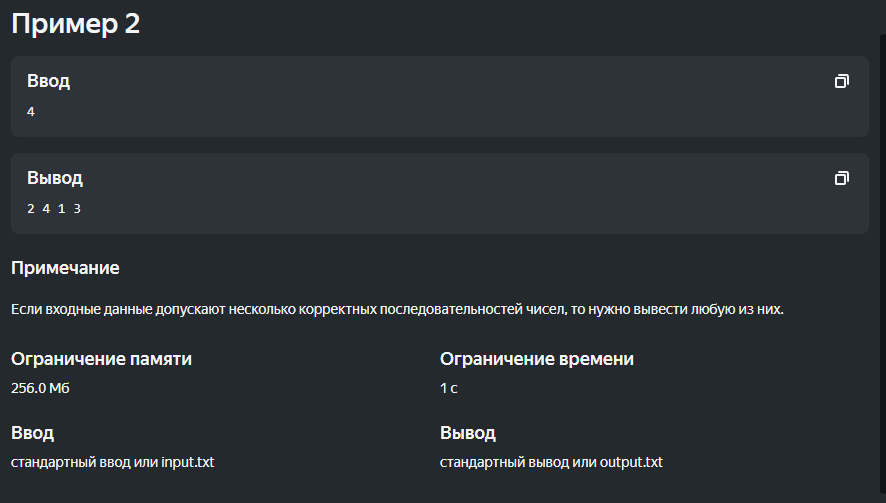 Пример 2
Ввод
4
Вывод
2 4 1 3
Примечание
Если входные данные допускают несколько корректных последовательностей чисел, то нужно вывести любую из них.
Ограничение памяти
256.0 Мб
Ограничение времени
1 с
Ввод
стандартный ввод или input.txt
Вывод
стандартный вывод или output.txt